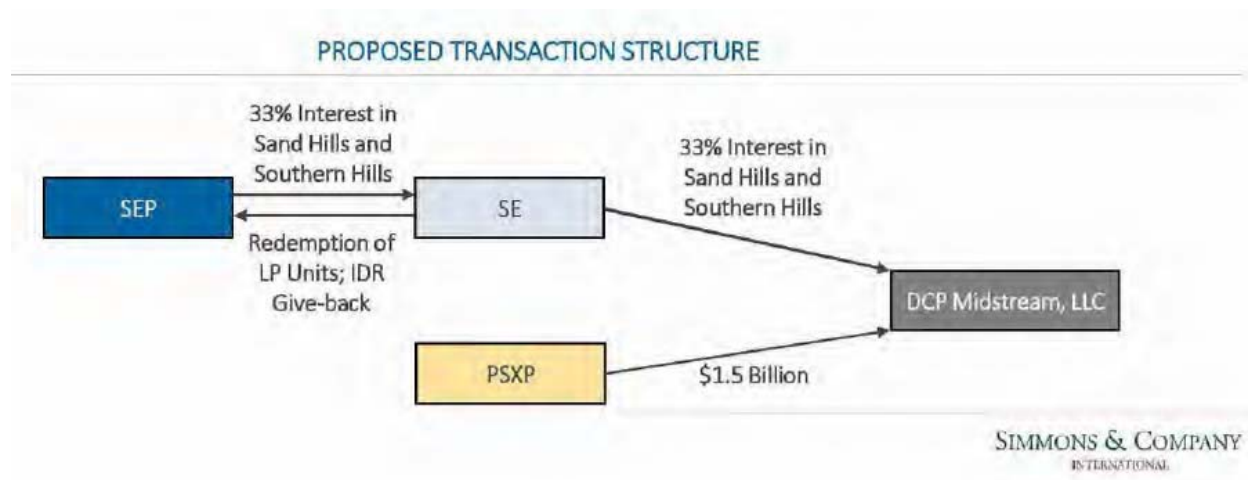 PROPOSED TRANSACTION STRUCTURE
33% Interest in
Sand Hills and
Southern Hills
33% Interest in
Sand Hills and
Southern Hills
SEP
SE
Redemption of
LP Units; IDR
Give-back
DCP Midstream, LLC
PSXP
$1.5 Billion
SIMMONS & COMPANY
INTERNATIONAL